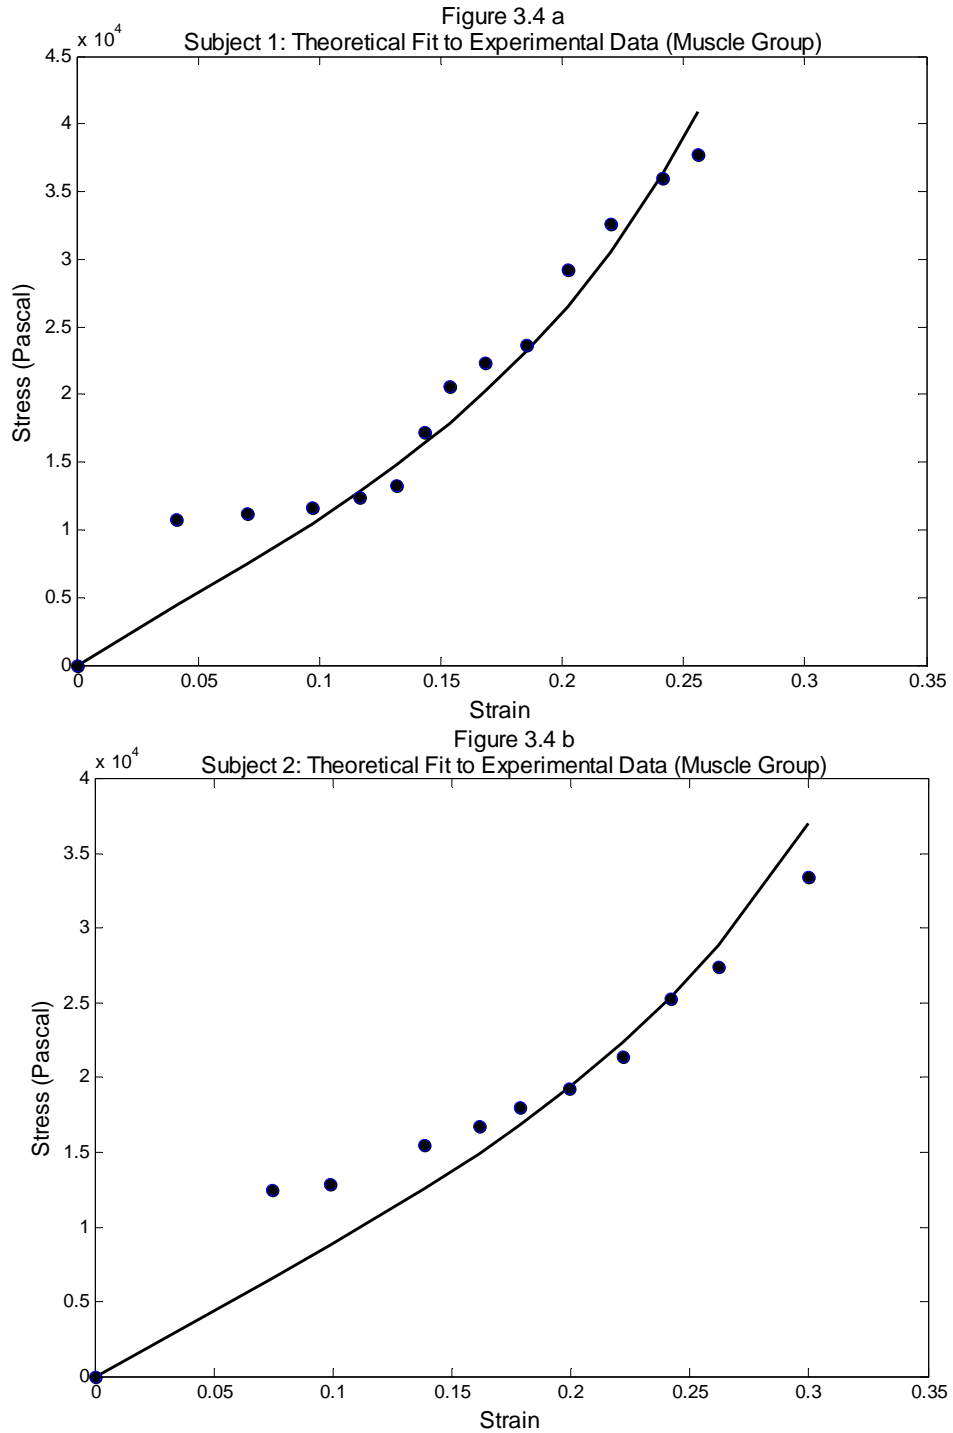 Figure 3.4 a
x 10^4
Subject 1: Theoretical Fit to Experimental Data (Muscle Group)
4.5
4
3.5
3
2.5
2
1.5
1
0.5
0
Stress (Pascal)
0 0.05 0.1 0.15 0.2 0.25 0.3 0.35
Strain
Figure 3.4 b
x 10^4
Subject 2: Theoretical Fit to Experimental Data (Muscle Group)
4
3.5
3
2.5
2
1.5
1
0.5
0
Stress (Pascal)
0 0.05 0.1 0.15 0.2 0.25 0.3 0.35
Strain